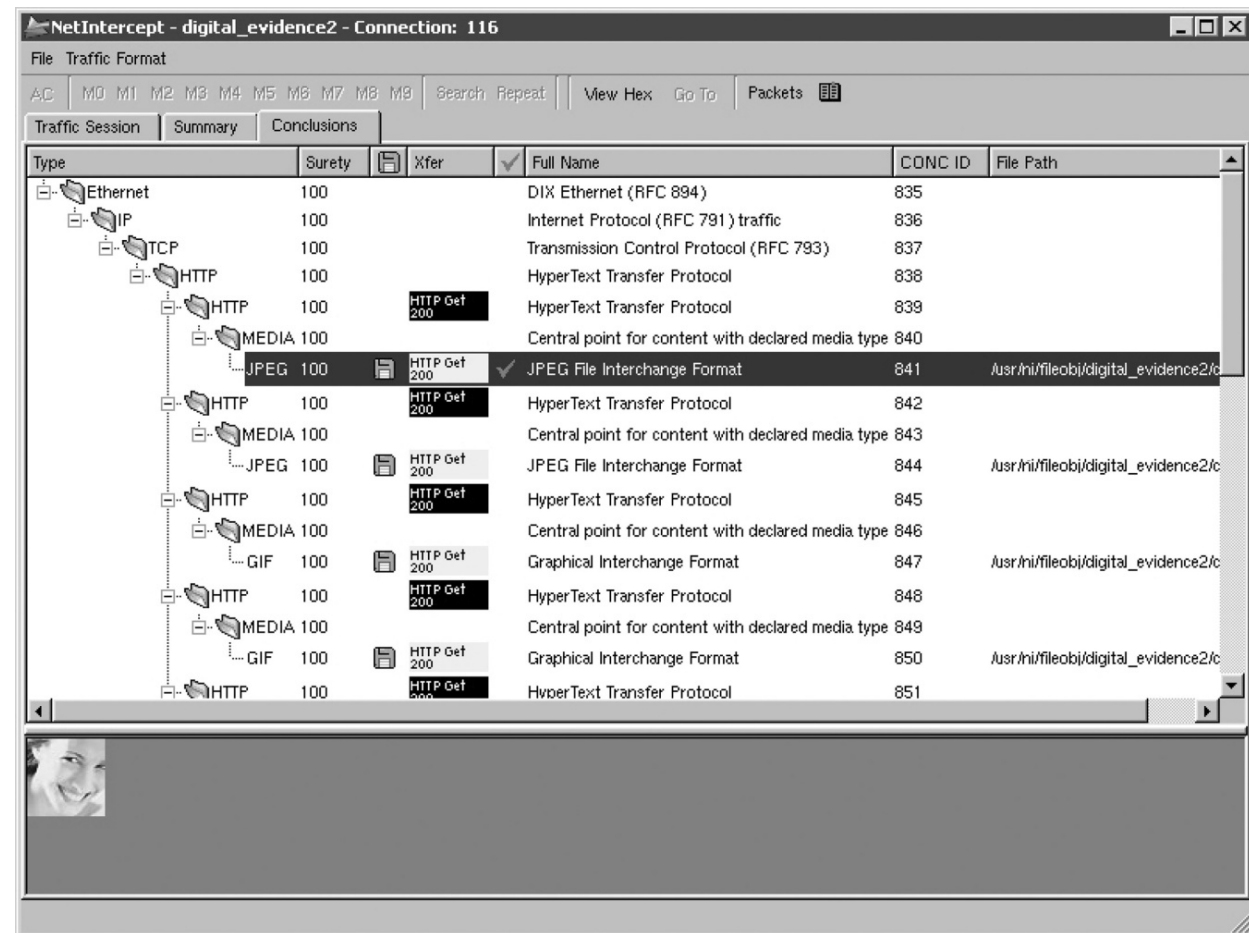 NetIntercept - digital_evidence2 - Connection: 116
File Traffic Format
AC M0 M1 M2 M3 M4 M5 M6 M7 M8 M9 Search Repeat View Hex Go To Packets
Traffic Session Summary Conclusions
Type Surety Xfer Full Name CONC ID File Path
Ethernet 100 DIX Ethernet (RFC 894) 835
IP 100 Internet Protocol (RFC 791) traffic 836
TCP 100 Transmission Control Protocol (RFC 793) 837
HTTP 100 HyperText Transfer Protocol 838
HTTP 100 HTTP Get 200 HyperText Transfer Protocol 839
MEDIA 100 Central point for content with declared media type 840
JPEG 100 HTTP Get 200 JPEG File Interchange Format 841 /usr/ni/fileobj/digital_evidence2/c
HTTP 100 HTTP Get 200 HyperText Transfer Protocol 842
MEDIA 100 Central point for content with declared media type 843
JPEG 100 HTTP Get 200 JPEG File Interchange Format 844 /usr/ni/fileobj/digital_evidence2/c
HTTP 100 HTTP Get 200 HyperText Transfer Protocol 845
MEDIA 100 Central point for content with declared media type 846
GIF 100 HTTP Get 200 Graphical Interchange Format 847 /usr/ni/fileobj/digital_evidence2/c
HTTP 100 HTTP Get 200 HyperText Transfer Protocol 848
MEDIA 100 Central point for content with declared media type 849
GIF 100 HTTP Get 200 Graphical Interchange Format 850 /usr/ni/fileobj/digital_evidence2/c
HTTP 100 HTTP Get 200 HyperText Transfer Protocol 851